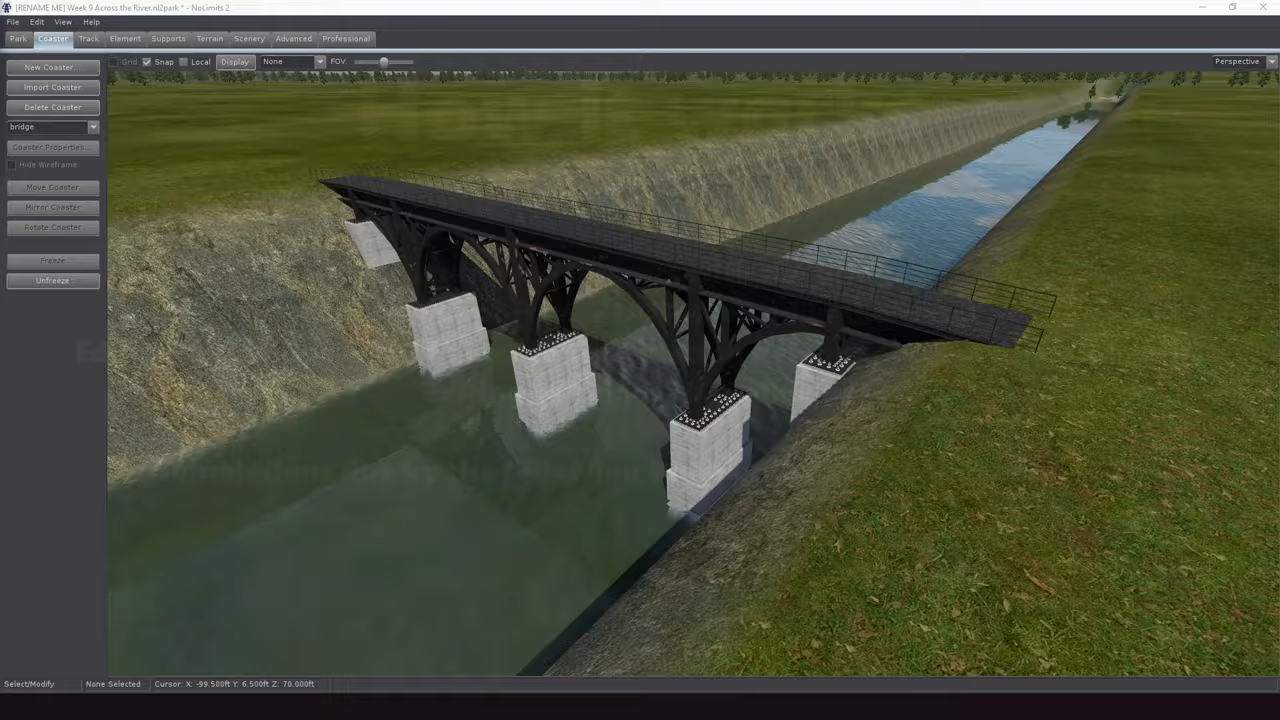 [RENAME ME] Week 9 Across the River.nl2park * - NoLimits 2
File Edit View Help
Park Coaster Track Element Supports Terrain Scenery Advanced Professional
Grid Snap Local Display None FOV: Perspective
New Coaster...
Import Coaster
Delete Coaster
bridge
Coaster Properties...
Hide Wireframe
Move Coaster
Mirror Coaster
Rotate Coaster
Freeze
Unfreeze
Select/Modify None Selected Cursor: X: -99.500ft Y: 6.500ft Z: 70.000ft